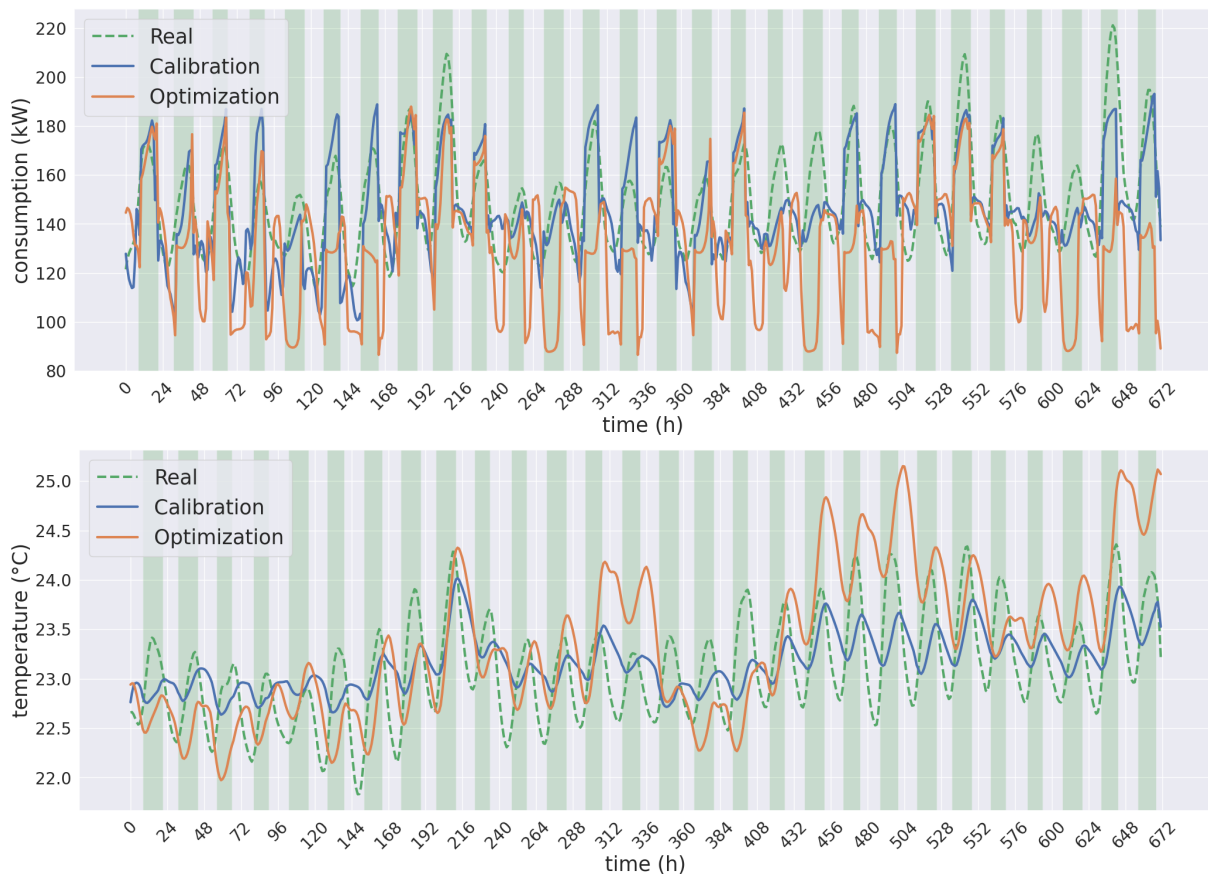 220
200
180
160
140
120
100
80
consumption (kW)
Real
Calibration
Optimization
0 24 48 72 96 120 144 168 192 216 240 264 288 312 336 360 384 408 432 456 480 504 528 552 576 600 624 648 672
time (h)
25.0
24.5
24.0
23.5
23.0
22.5
22.0
temperature (°C)
Real
Calibration
Optimization
0 24 48 72 96 120 144 168 192 216 240 264 288 312 336 360 384 408 432 456 480 504 528 552 576 600 624 648 672
time (h)